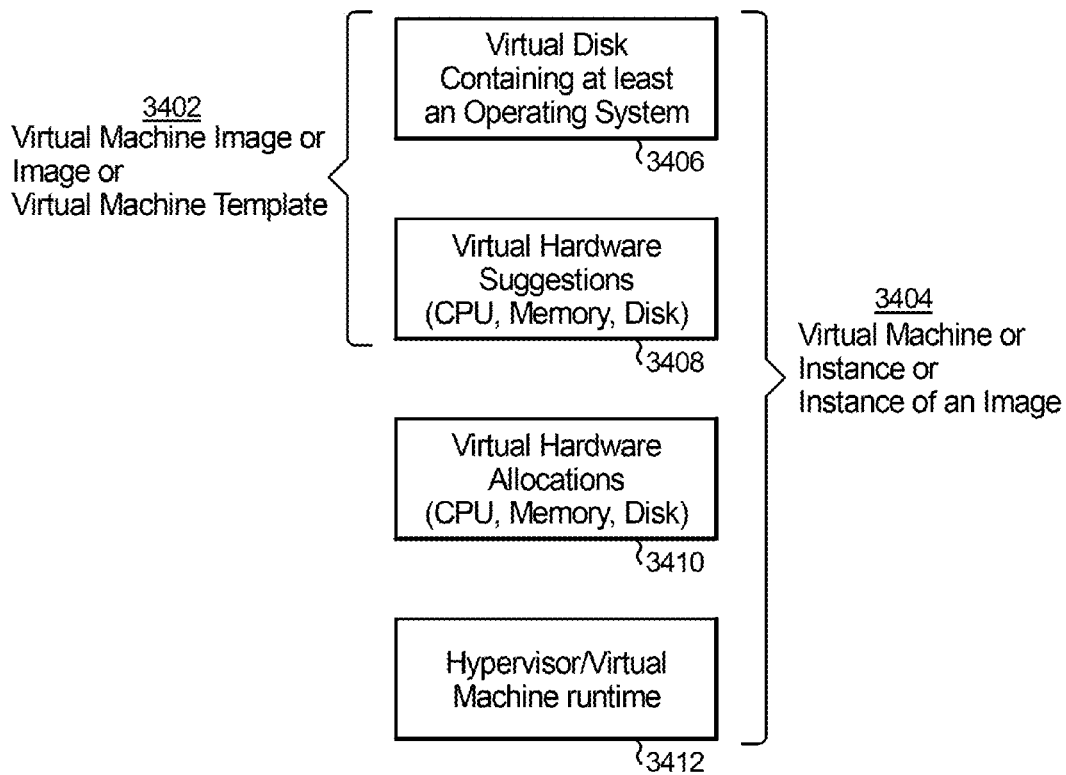 3402
Virtual Machine Image or
Image or
Virtual Machine Template
Virtual Disk
Containing at least
an Operating System
3406
Virtual Hardware
Suggestions
(CPU, Memory, Disk)
3408
Virtual Hardware
Allocations
(CPU, Memory, Disk)
3410
Hypervisor/Virtual
Machine runtime
3412
3404
Virtual Machine or
Instance or
Instance of an Image